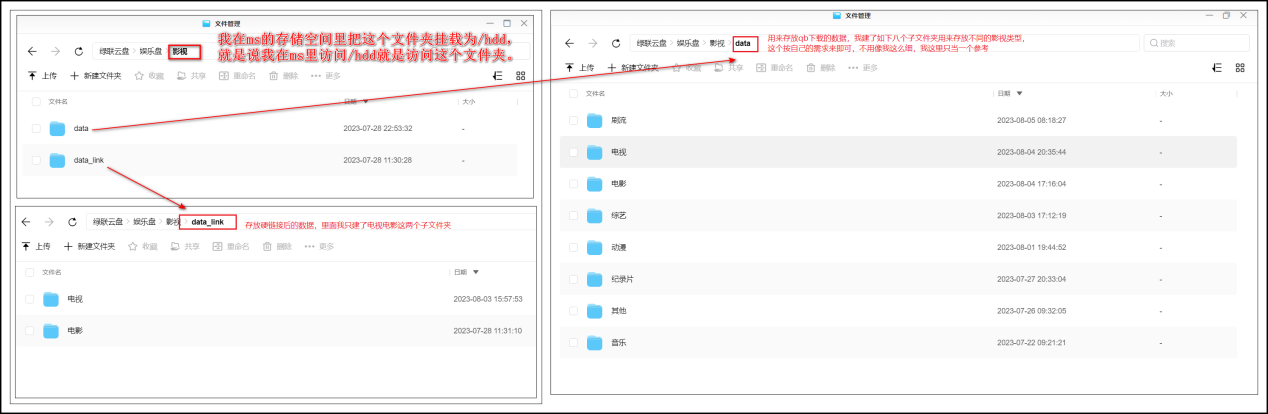 文件管理
绿联云盘 > 娱乐盘 > 影视
我在ms的存储空间里把这个文件夹挂载为/hdd，
就是说我在ms里访问/hdd就是访问这个文件夹。
上传 新建文件夹 收藏 共享 重命名 删除 更多
文件名 日期 大小
data 2023-07-28 22:53:32 -
data_link 2023-07-28 11:30:28 -
绿联云盘 > 娱乐盘 > 影视 > data_link
存放硬链接后的数据，里面我只建了电视电影这两个子文件夹
上传 新建文件夹 收藏 共享 重命名 删除 更多
文件名 日期
电视 2023-08-03 15:57:53
电影 2023-07-28 11:31:10
文件管理
绿联云盘 > 娱乐盘 > 影视 > data
用来存放qb下载的数据，我建了如下八个子文件夹用来存放不同的影视类型，
这个按自己的需求来即可，不用像我这么细，我这里只当一个参考
搜索
上传 新建文件夹 收藏 共享 重命名 删除 更多
文件名 日期 大小
刷流 2023-08-05 08:18:27 -
电视 2023-08-04 20:35:44 -
电影 2023-08-04 17:16:04 -
综艺 2023-08-03 17:12:19 -
动漫 2023-08-01 19:44:52 -
纪录片 2023-07-27 20:33:04 -
其他 2023-07-26 09:32:05 -
音乐 2023-07-22 09:21:21 -